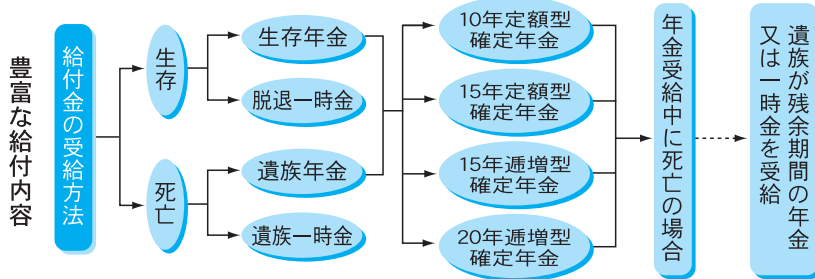 豊富な給付内容
給付金の受給方法
生存
死亡
生存年金
脱退一時金
遺族年金
遺族一時金
10年定額型
確定年金
15年定額型
確定年金
15年逓増型
確定年金
20年逓増型
確定年金
年金受給中に死亡の場合
遺族が残余期間の年金
又は一時金を受給